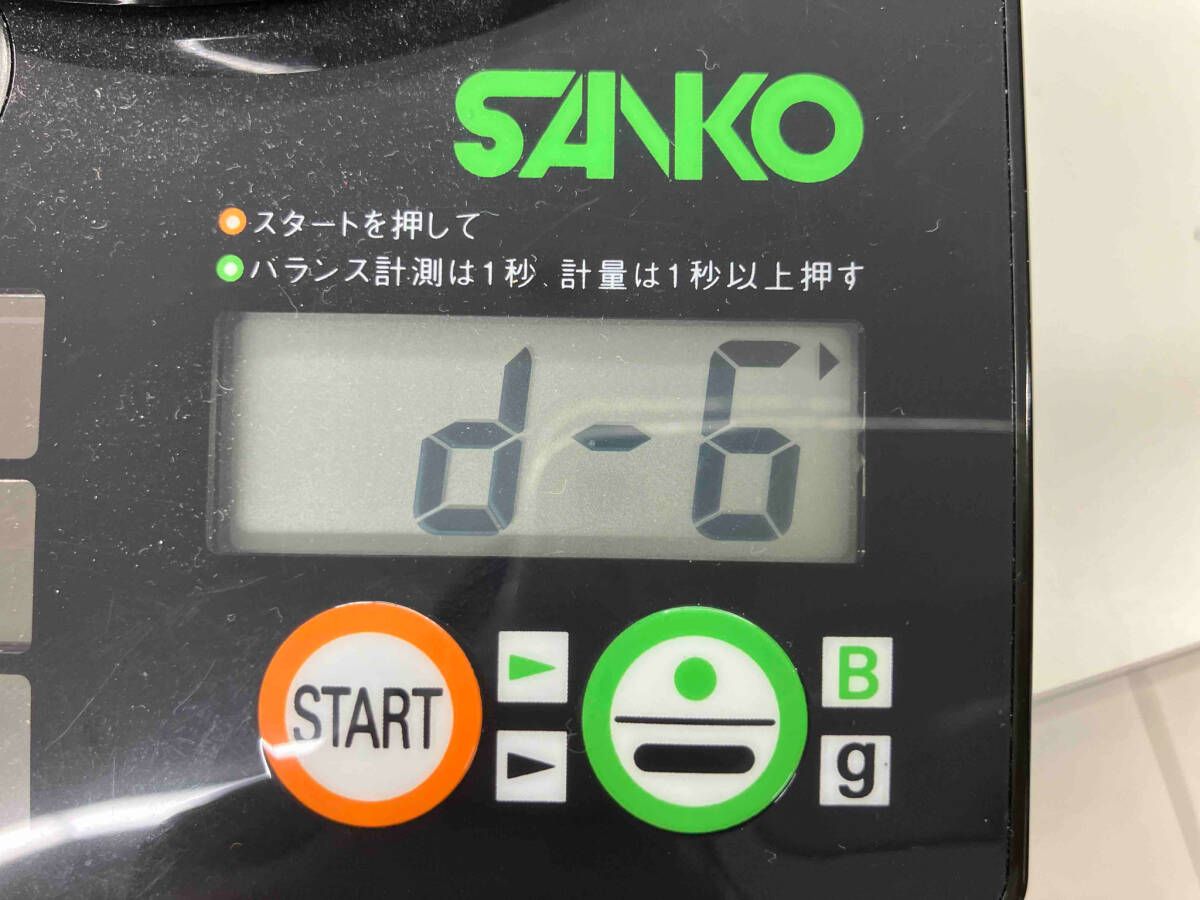 SANKO
スタートを押して
バランス計測は1秒、計量は1秒以上押す
d-6
START
B
g